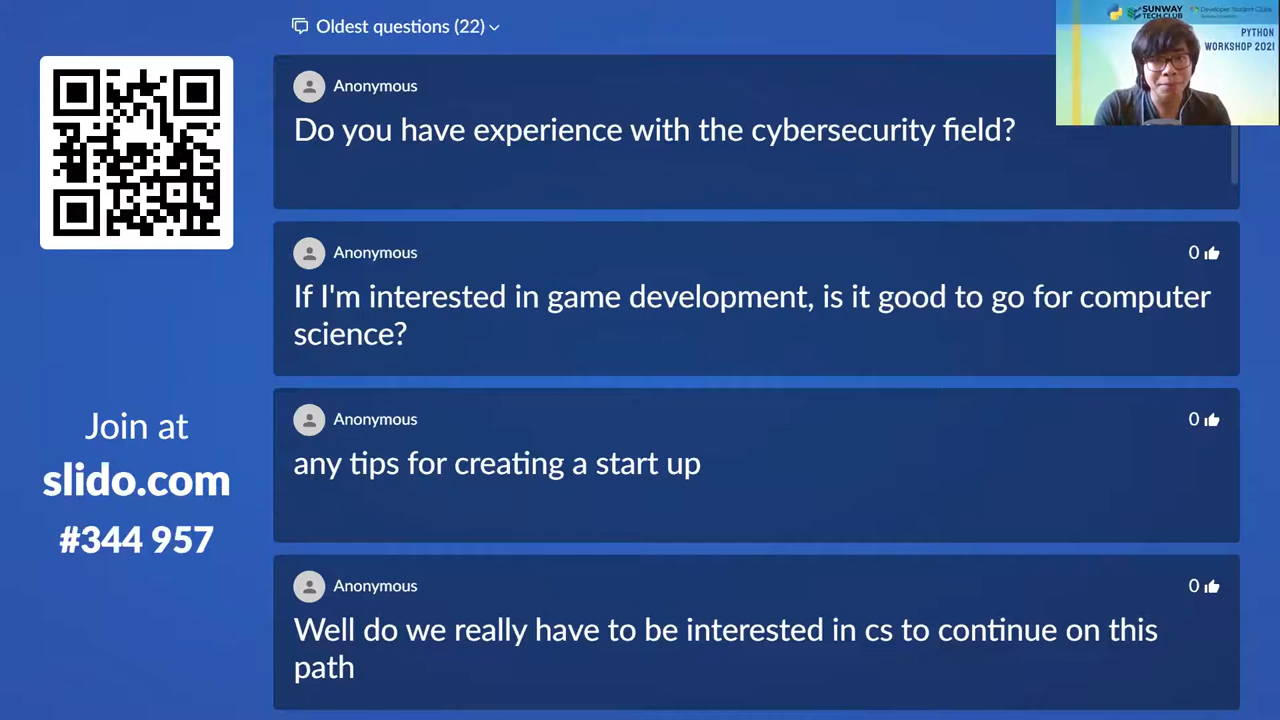 Oldest questions (22)
Anonymous
Do you have experience with the cybersecurity field?
Anonymous
0
If I'm interested in game development, is it good to go for computer
science?
Anonymous
0
any tips for creating a start up
Anonymous
0
Well do we really have to be interested in cs to continue on this
path
Join at
slido.com
#344 957
SUNWAY
TECH CLUB
Developer Student Clubs
PYTHON
WORKSHOP 2021